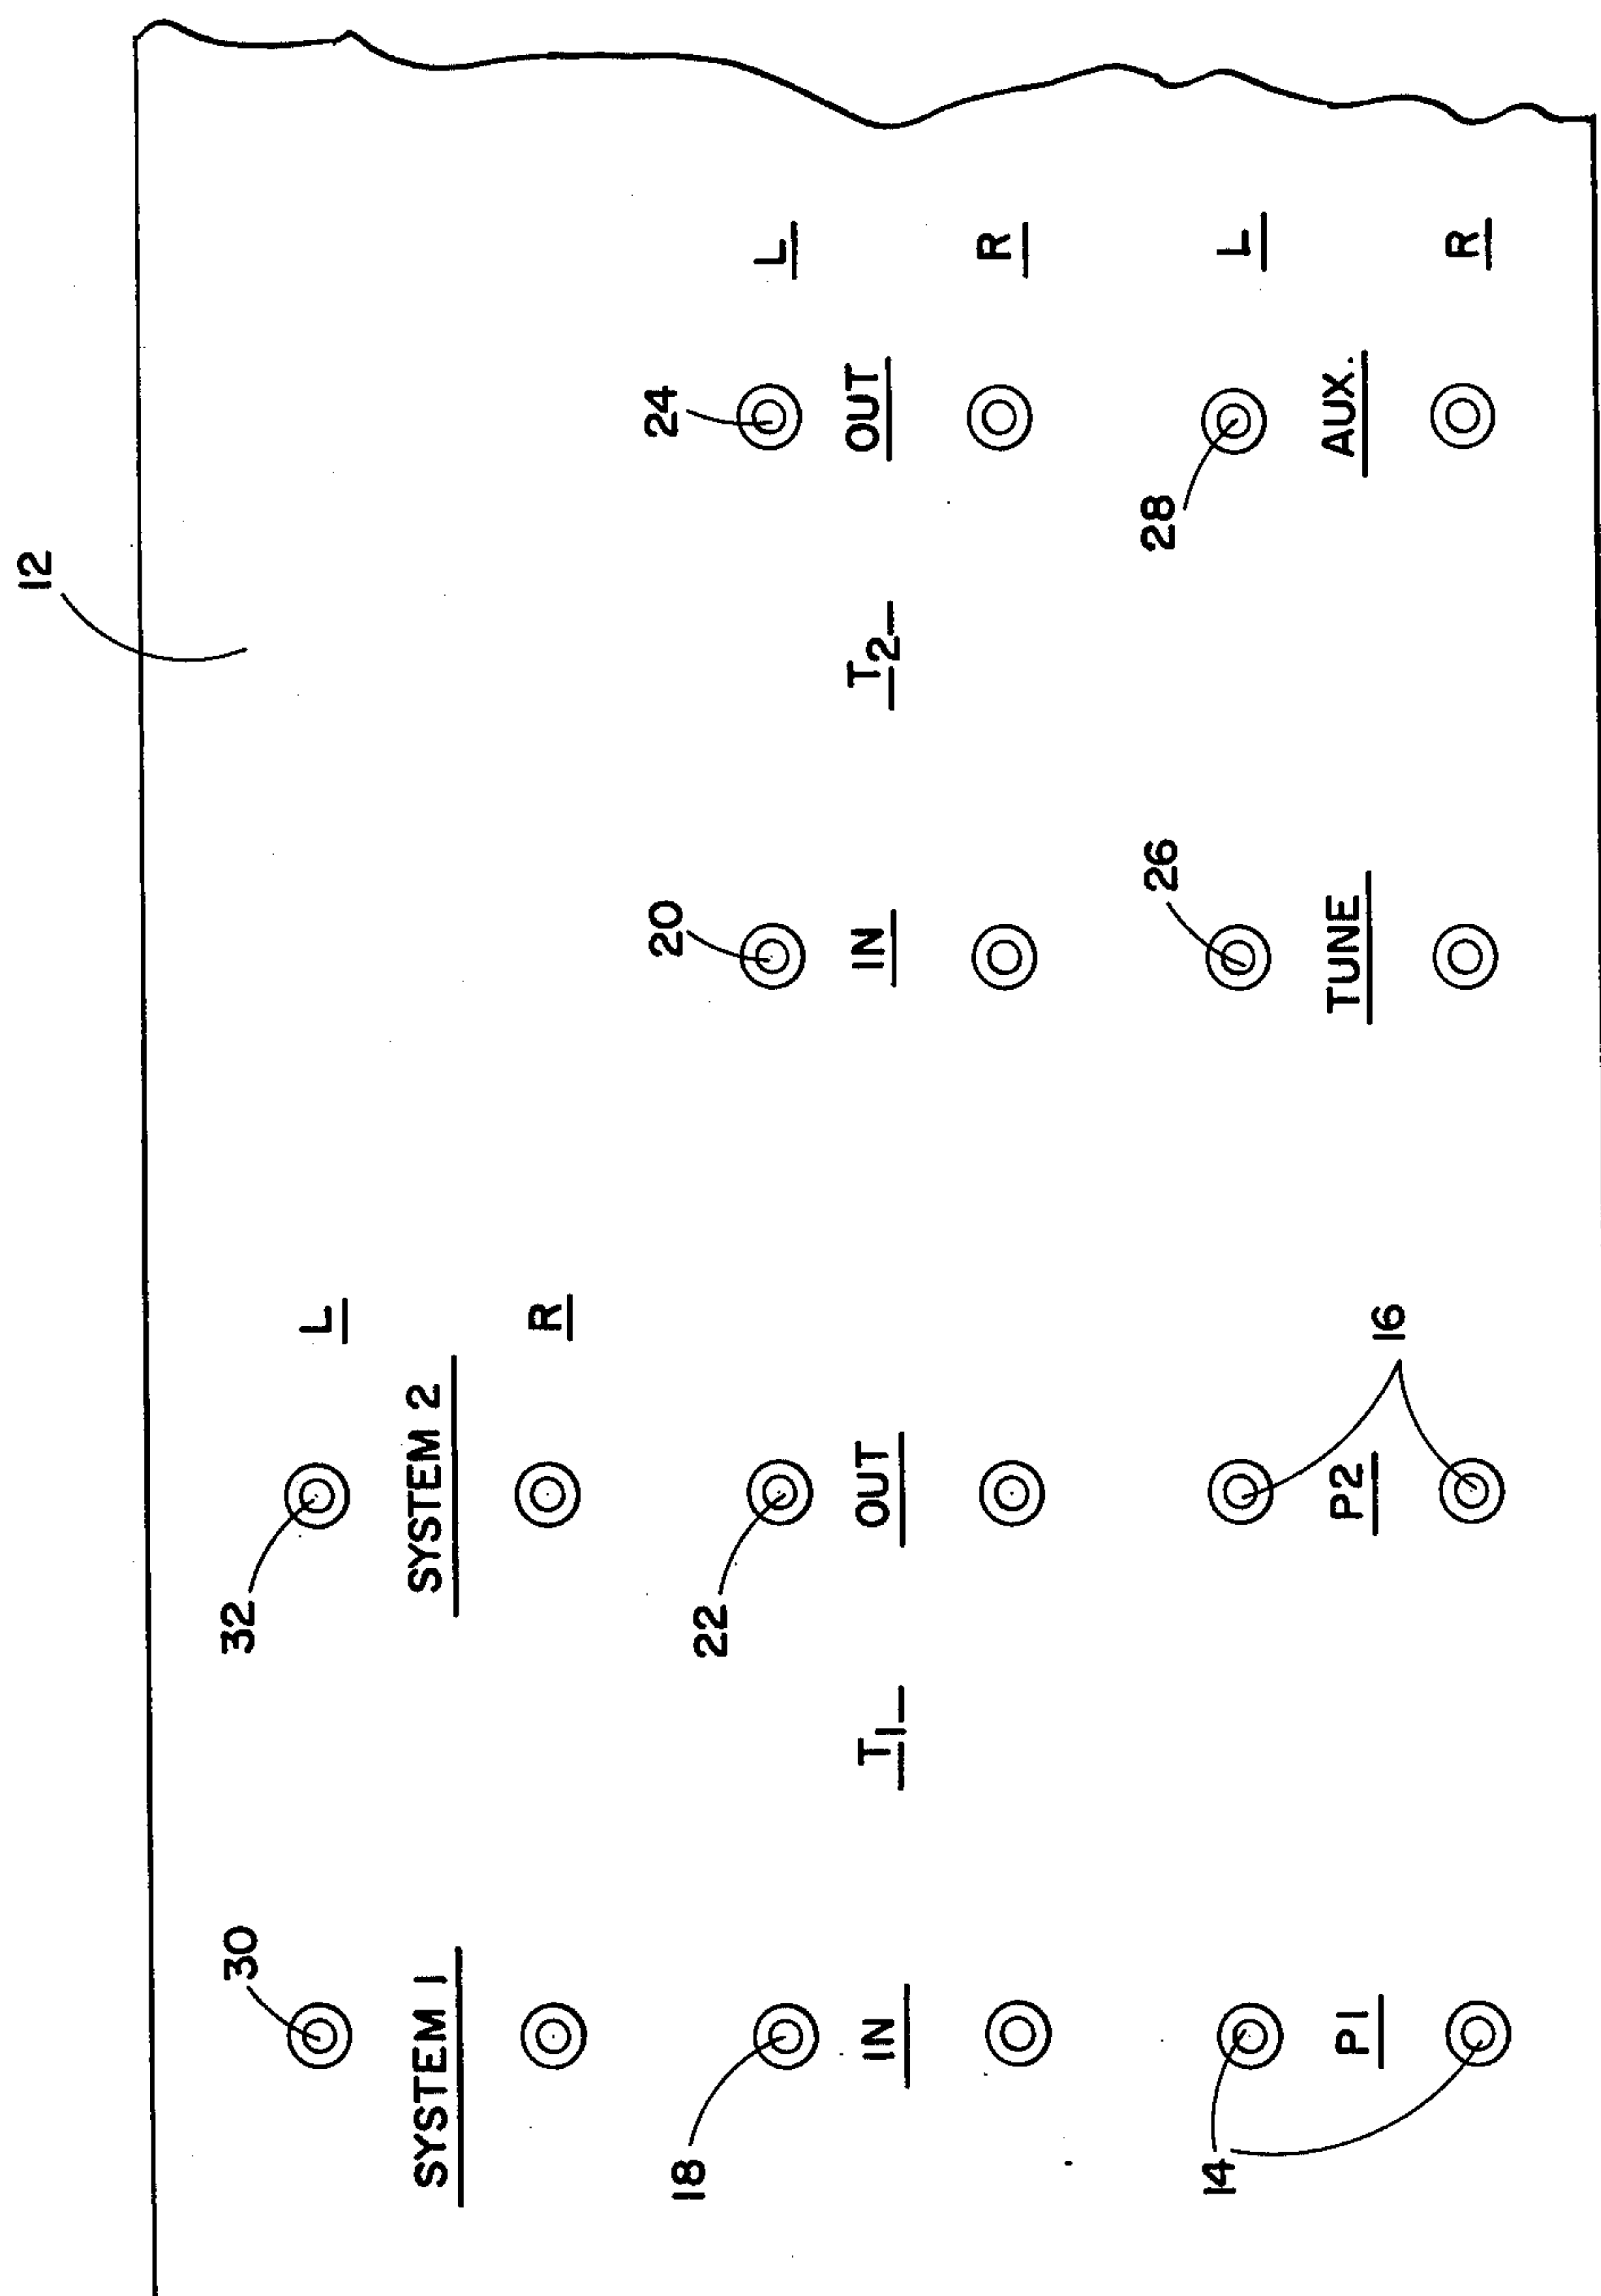 12
30
32
L
SYSTEM 1
SYSTEM 2
R
18
22
20
24
L
IN
T1
OUT
IN
T2
OUT
R
14
26
28
L
P1
P2
16
TUNE
AUX.
R